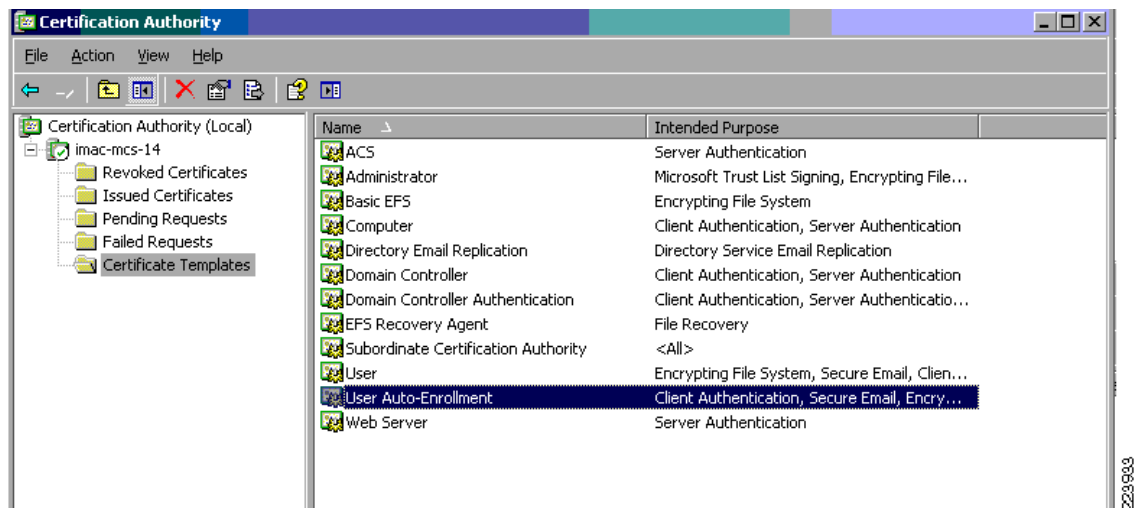 Certification Authority
File Action View Help
Certification Authority (Local)
imac-mcs-14
Revoked Certificates
Issued Certificates
Pending Requests
Failed Requests
Certificate Templates
Name Intended Purpose
ACS Server Authentication
Administrator Microsoft Trust List Signing, Encrypting File...
Basic EFS Encrypting File System
Computer Client Authentication, Server Authentication
Directory Email Replication Directory Service Email Replication
Domain Controller Client Authentication, Server Authentication
Domain Controller Authentication Client Authentication, Server Authenticatio...
EFS Recovery Agent File Recovery
Subordinate Certification Authority <All>
User Encrypting File System, Secure Email, Clien...
User Auto-Enrollment Client Authentication, Secure Email, Encry...
Web Server Server Authentication
223933